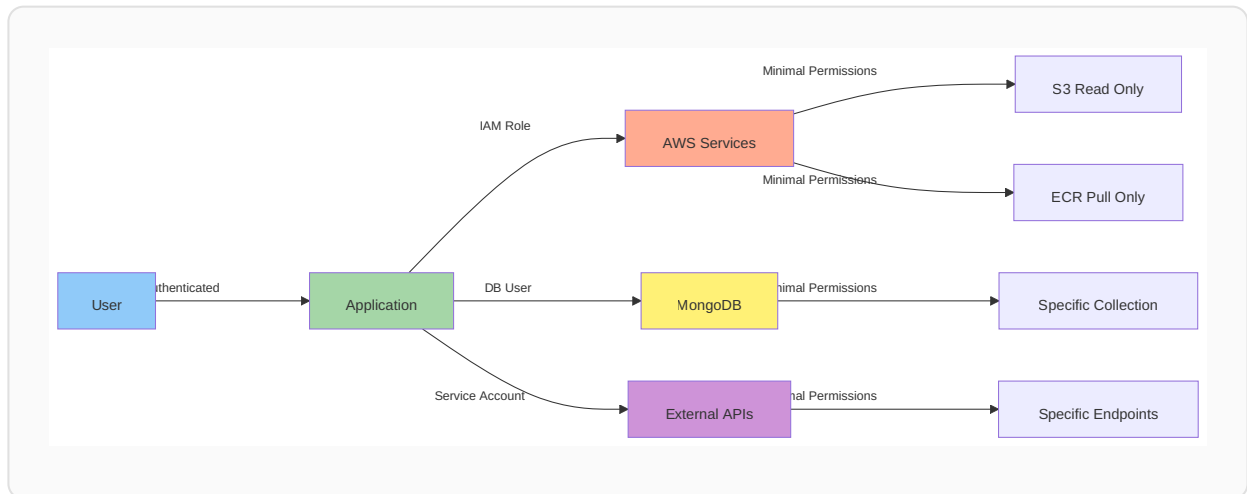 Minimal Permissions
S3 Read Only
IAM Role
AWS Services
Minimal Permissions
ECR Pull Only
User
uthenticated
Application
DB User
MongoDB
nimal Permissions
Specific Collection
Service Account
External APIs
nal Permissions
Specific Endpoints